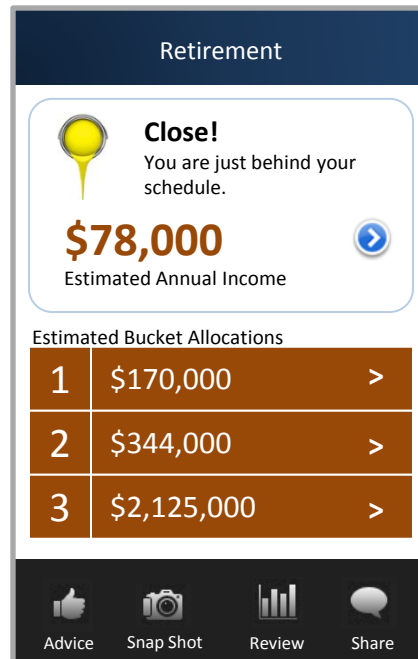 Retirement
Close!
You are just behind your
schedule.
$78,000
Estimated Annual Income
Estimated Bucket Allocations
1 $170,000 >
2 $344,000 >
3 $2,125,000 >
Advice Snap Shot Review Share